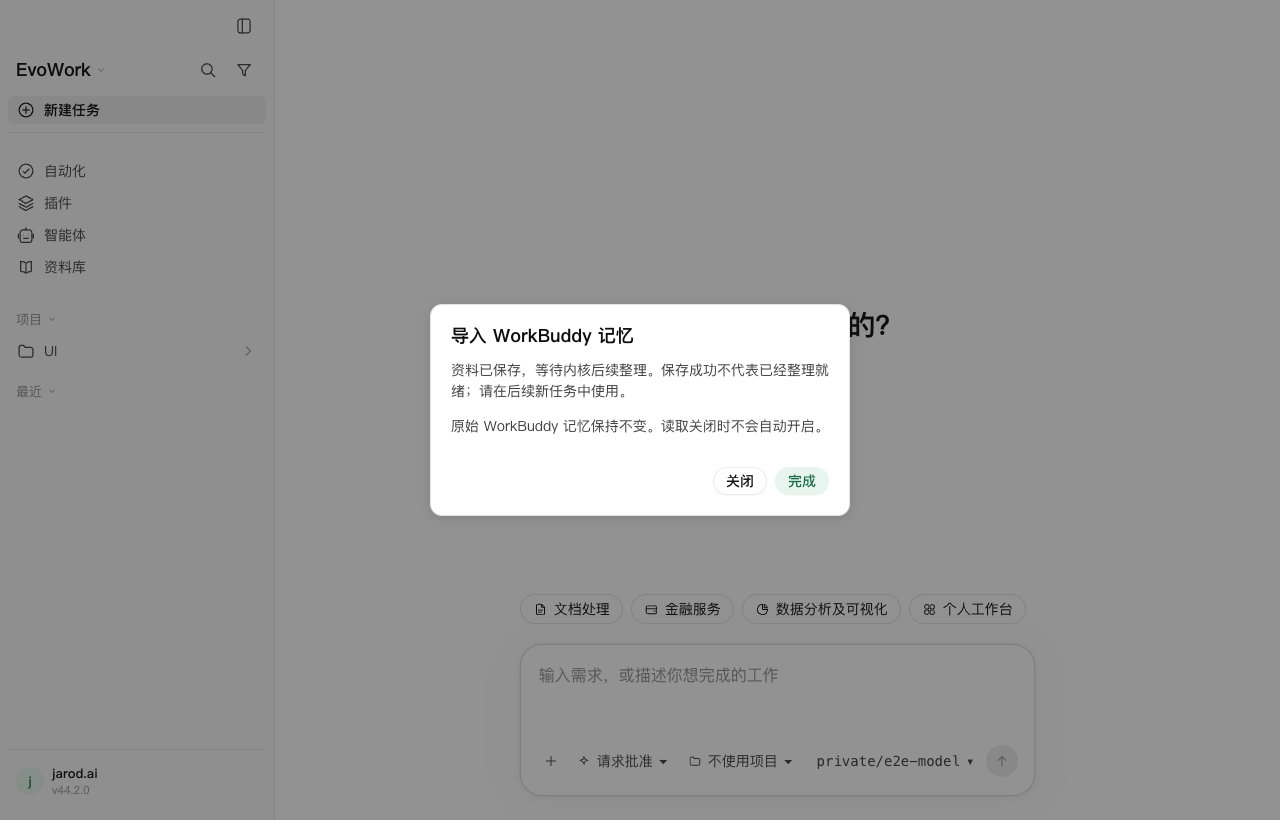 EvoWork
新建任务
自动化
插件
智能体
资料库
项目
UI
最近
jarod.ai
j
v44.2.0
的?
导入 WorkBuddy 记忆
资料已保存，等待内核后续整理。保存成功不代表已经整理就
绪；请在后续新任务中使用。
原始 WorkBuddy 记忆保持不变。读取关闭时不会自动开启。
关闭 完成
文档处理 金融服务 数据分析及可视化 个人工作台
输入需求，或描述你想完成的工作
请求批准 不使用项目 private/e2e-model